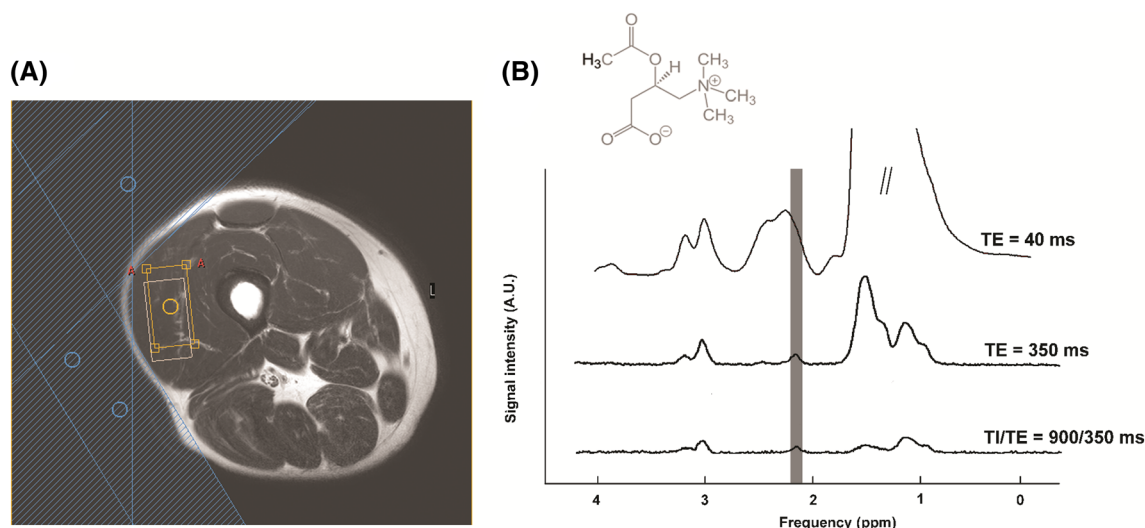 (A)
A
A
L
(B)
O
H₃C
O
H
CH₃
N⊕
CH₃
CH₃
O
O⊖
Signal intensity (A.U.)
TE = 40 ms
TE = 350 ms
TI/TE = 900/350 ms
4 3 2 1 0
Frequency (ppm)